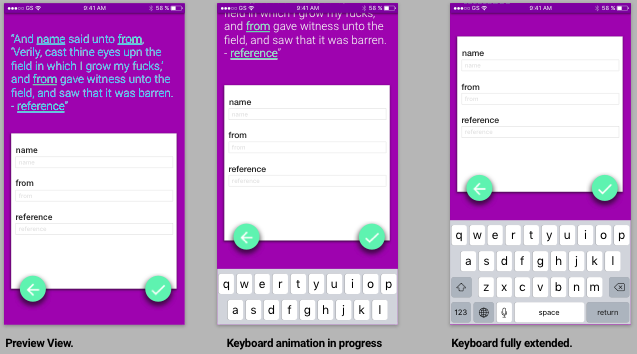 ●●●○○ GS 9:41 AM 56 %
"And name said unto from,
'Verily, cast thine eyes upn the
field in which I grow my fucks,'
and from gave witness unto the
field, and saw that it was barren.
- reference"
name
name
from
from
reference
reference
Preview View.
●●●○○ GS 9:41 AM 56 %
field in which I grow my fucks,
and from gave witness unto the
field, and saw that it was barren.
- reference"
name
name
from
from
reference
reference
q w e r t y u i o p
a s d f g h j k l
Keyboard animation in progress
●●●○○ GS 9:41 AM 56 %
name
name
from
from
reference
reference
q w e r t y u i o p
a s d f g h j k l
z x c v b n m
123 space return
Keyboard fully extended.